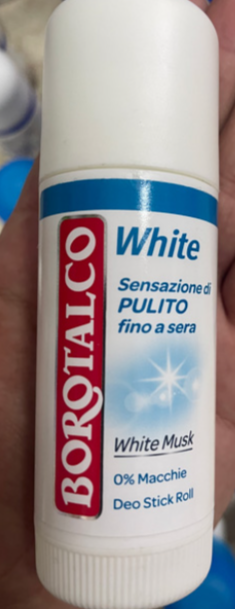 BOROTALCO
White
Sensazione di
PULITO
fino a sera
White Musk
0% Macchie
Deo Stick Roll